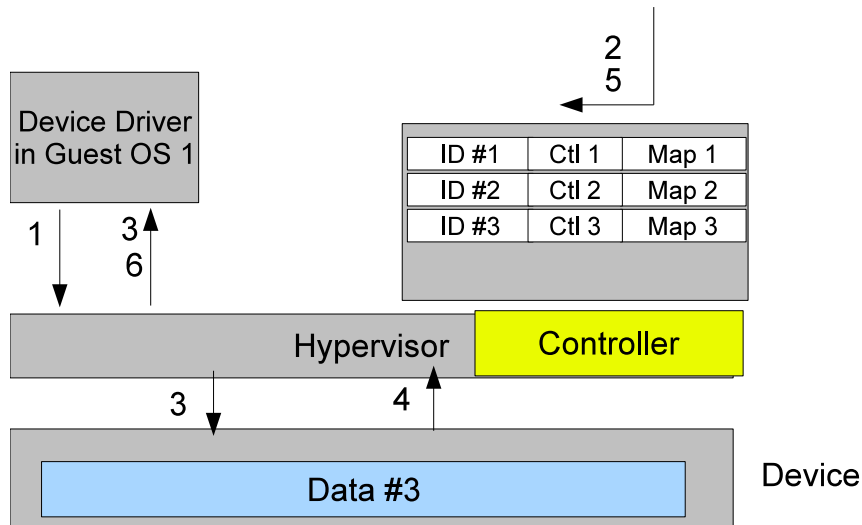 2
5
Device Driver
in Guest OS 1
ID #1 Ctl 1 Map 1
ID #2 Ctl 2 Map 2
ID #3 Ctl 3 Map 3
1
3
6
Hypervisor
Controller
3
4
Data #3
Device